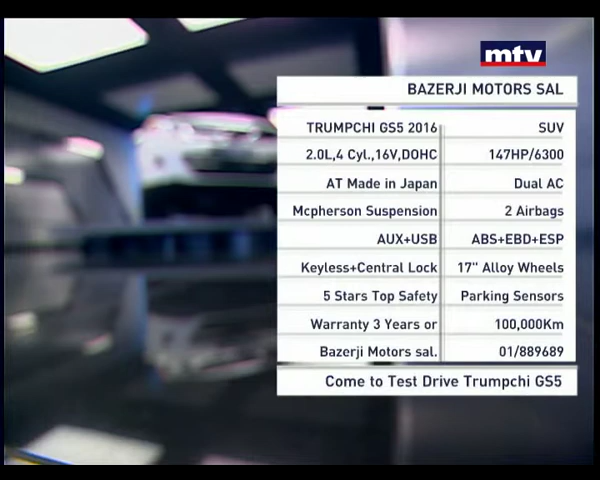 mtv
BAZERJI MOTORS SAL
TRUMPCHI GS5 2016 SUV
2.0L,4 Cyl.,16V,DOHC 147HP/6300
AT Made in Japan Dual AC
Mcpherson Suspension 2 Airbags
AUX+USB ABS+EBD+ESP
Keyless+Central Lock 17" Alloy Wheels
5 Stars Top Safety Parking Sensors
Warranty 3 Years or 100,000Km
Bazerji Motors sal. 01/889689
Come to Test Drive Trumpchi GS5